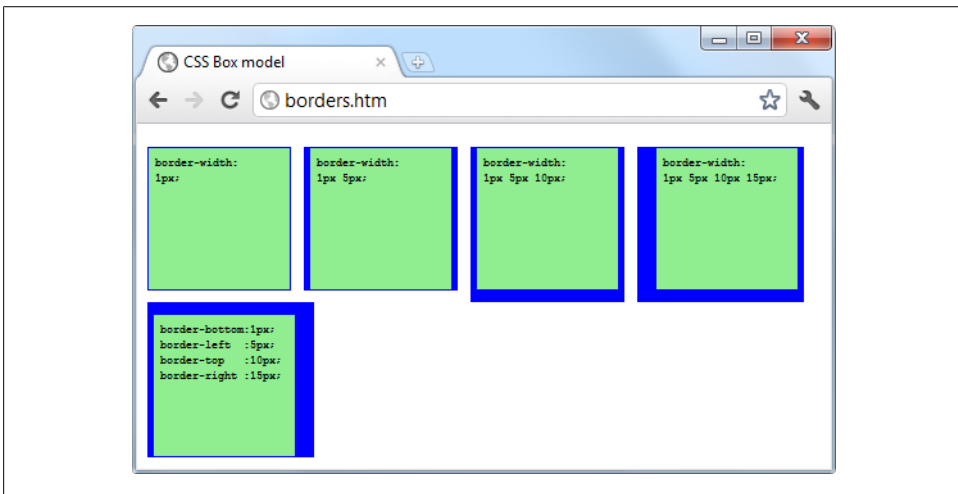 CSS Box model
borders.htm
border-width:
1px;
border-width:
1px 5px;
border-width:
1px 5px 10px;
border-width:
1px 5px 10px 15px;
border-bottom:1px;
border-left  :5px;
border-top   :10px;
border-right :15px;